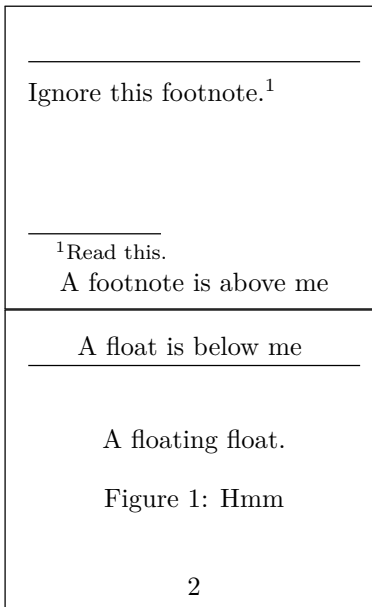 Ignore this footnote.¹
¹Read this.
A footnote is above me
A float is below me
A floating float.
Figure 1: Hmm
2